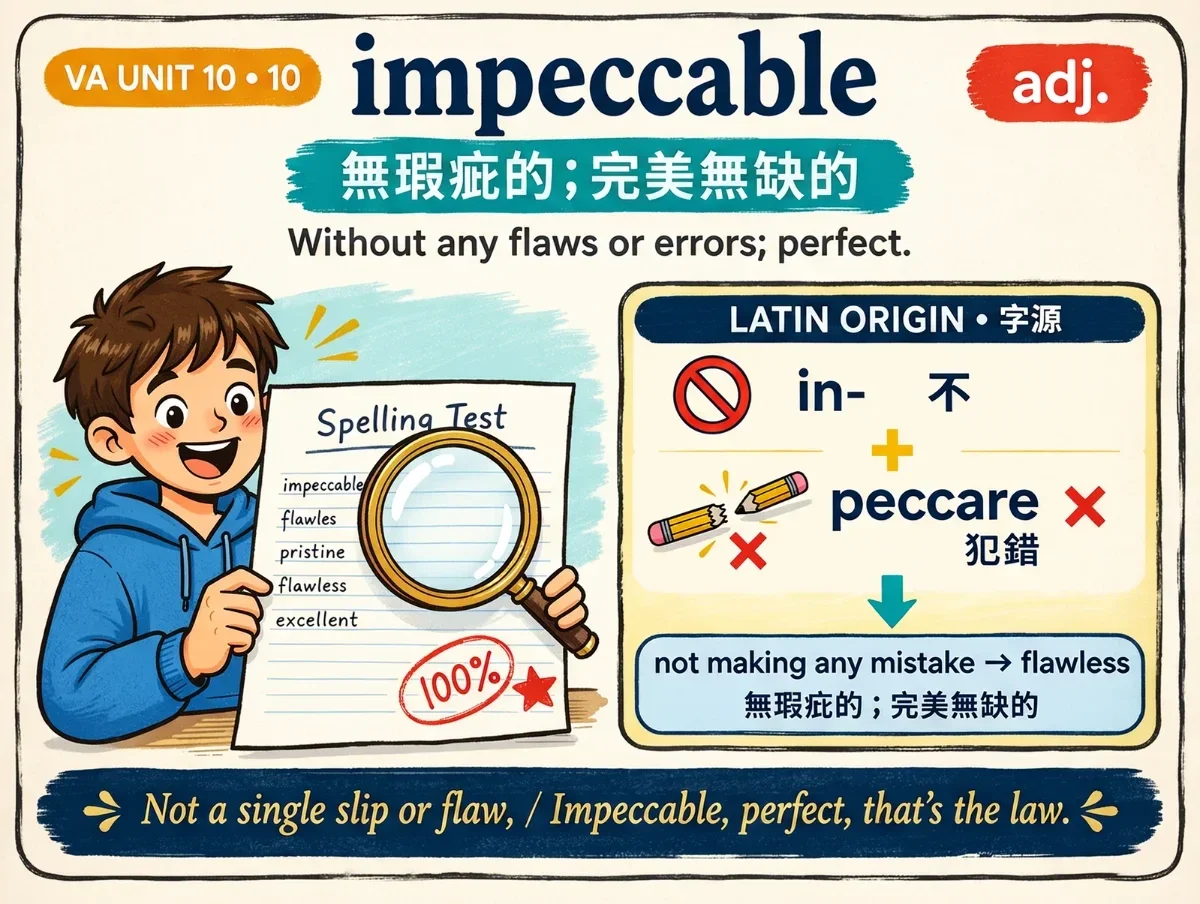 VA UNIT 10 • 10
impeccable
adj.
無瑕疵的；完美無缺的
Without any flaws or errors; perfect.
Spelling Test
impeccable
flawles
pristine
flawless
excellent
100%
LATIN ORIGIN • 字源
in- 不
+
peccare
犯錯
not making any mistake → flawless
無瑕疵的；完美無缺的
Not a single slip or flaw, / Impeccable, perfect, that's the law.